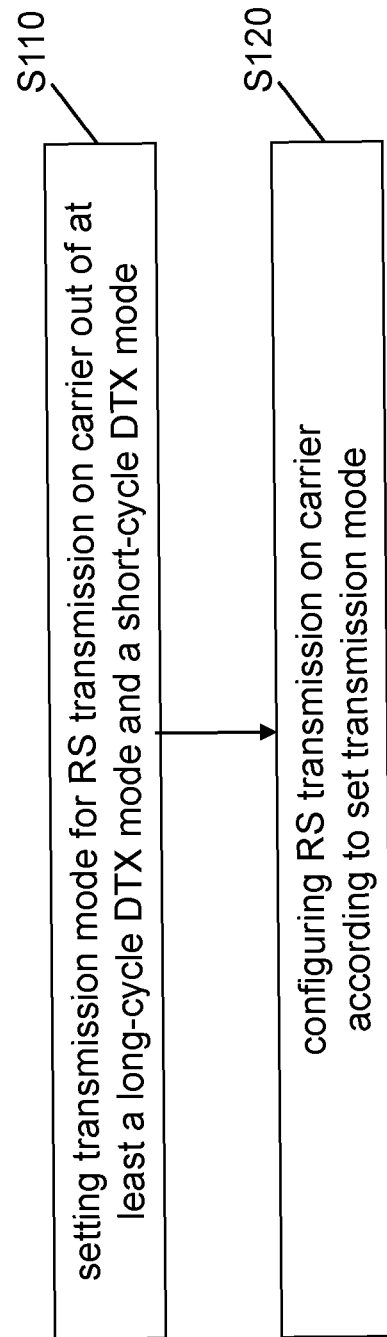 S110
setting transmission mode for RS transmission on carrier out of at
least a long-cycle DTX mode and a short-cycle DTX mode
S120
configuring RS transmission on carrier
according to set transmission mode